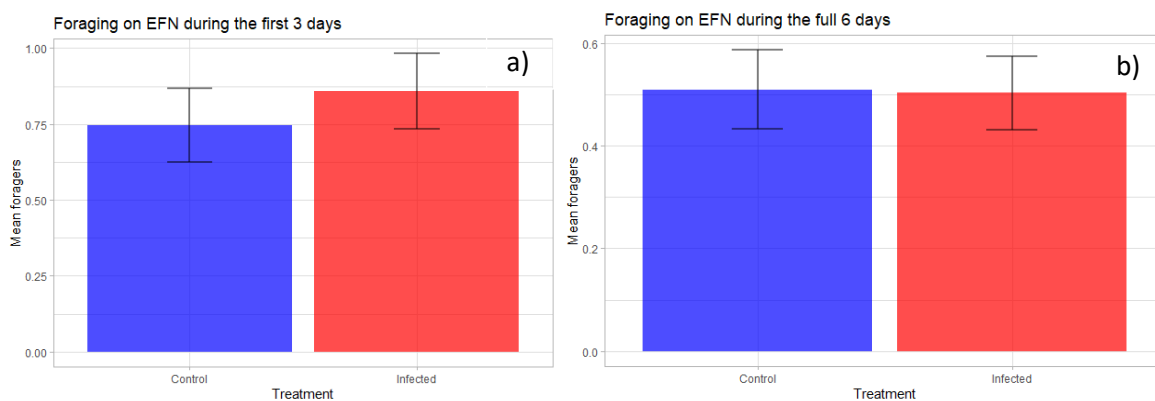 Foraging on EFN during the first 3 days
a)
1.00
0.75
0.50
0.25
0.00
Mean foragers
Control Infected
Treatment
Foraging on EFN during the full 6 days
b)
0.6
0.4
0.2
0.0
Mean foragers
Control Infected
Treatment